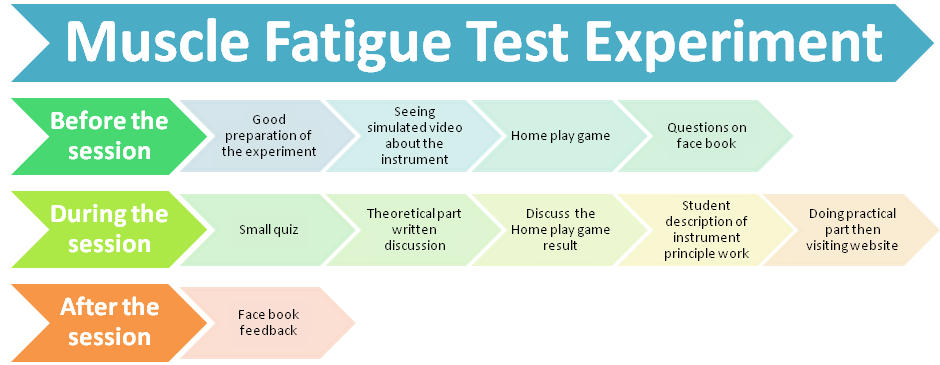 Muscle Fatigue Test Experiment
Before the
session
Good
preparation of
the experiment
Seeing
simulated video
about the
instrument
Home play game
Questions on
face book
During the
session
Small quiz
Theoretical part
written
discussion
Discuss the
Home play game
result
Student
description of
instrument
principle work
Doing practical
part then
visiting website
After the
session
Face book
feedback